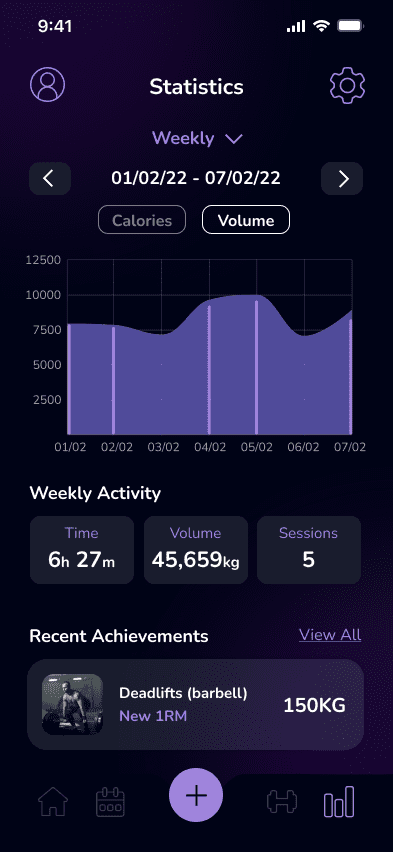 9:41
Statistics
Weekly
01/02/22 - 07/02/22
Calories Volume
12500
10000
7500
5000
2500
01/02 02/02 03/02 04/02 05/02 06/02 07/02
Weekly Activity
Time Volume Sessions
6h 27m 45,659kg 5
Recent Achievements View All
Deadlifts (barbell)
New 1RM
150KG